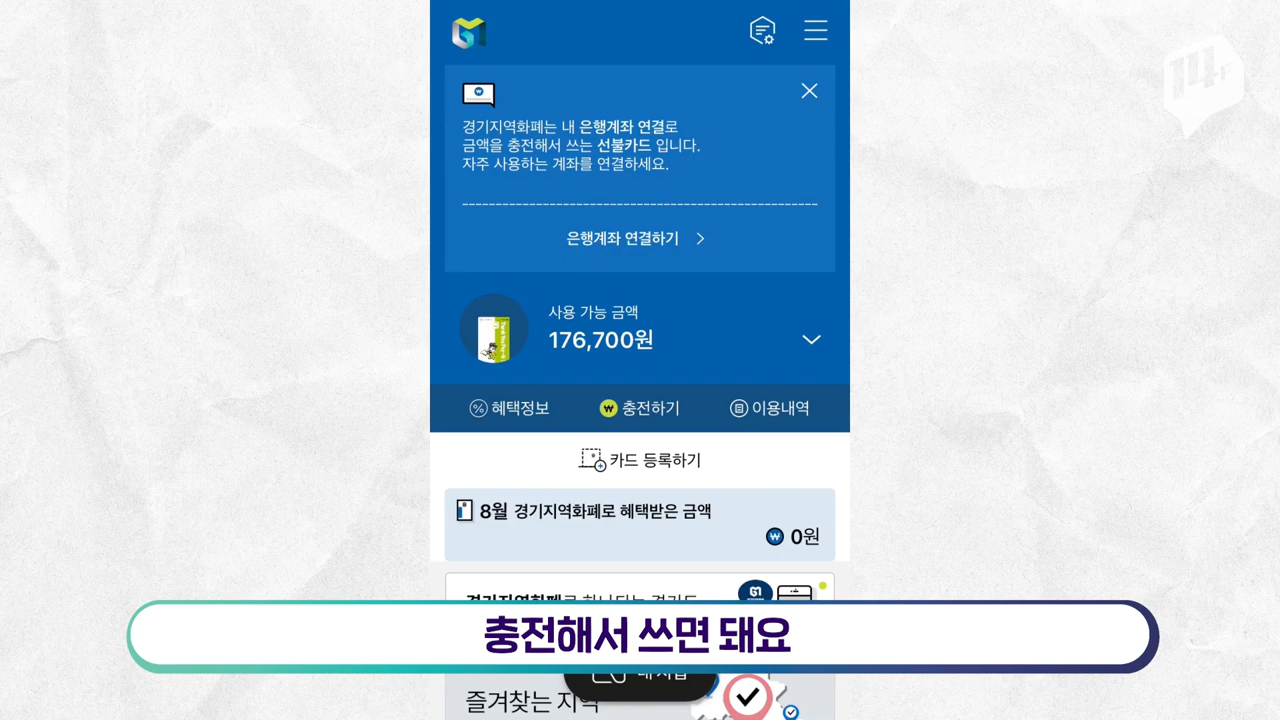 14F
경기지역화폐는 내 은행계좌 연결로
금액을 충전해서 쓰는 선불카드 입니다.
자주 사용하는 계좌를 연결하세요.
은행계좌 연결하기
사용 가능 금액
176,700원
혜택정보 충전하기 이용내역
카드 등록하기
8월 경기지역화폐로 혜택받은 금액
0원
충전해서 쓰면 돼요
즐겨찾는 지역